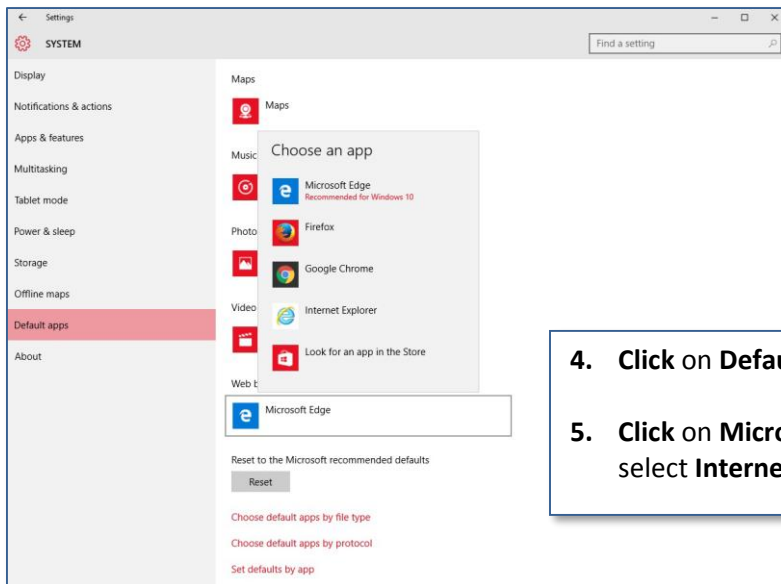 Settings
SYSTEM
Find a setting
Display
Notifications & actions
Apps & features
Multitasking
Tablet mode
Power & sleep
Storage
Offline maps
Default apps
About
Maps
Maps
Music
Choose an app
Microsoft Edge
Recommended for Windows 10
Photo
Firefox
Google Chrome
Video
Internet Explorer
Look for an app in the Store
Web b
Microsoft Edge
Reset to the Microsoft recommended defaults
Reset
Choose default apps by file type
Choose default apps by protocol
Set defaults by app
4. Click on Defau
5. Click on Micro
select Interne